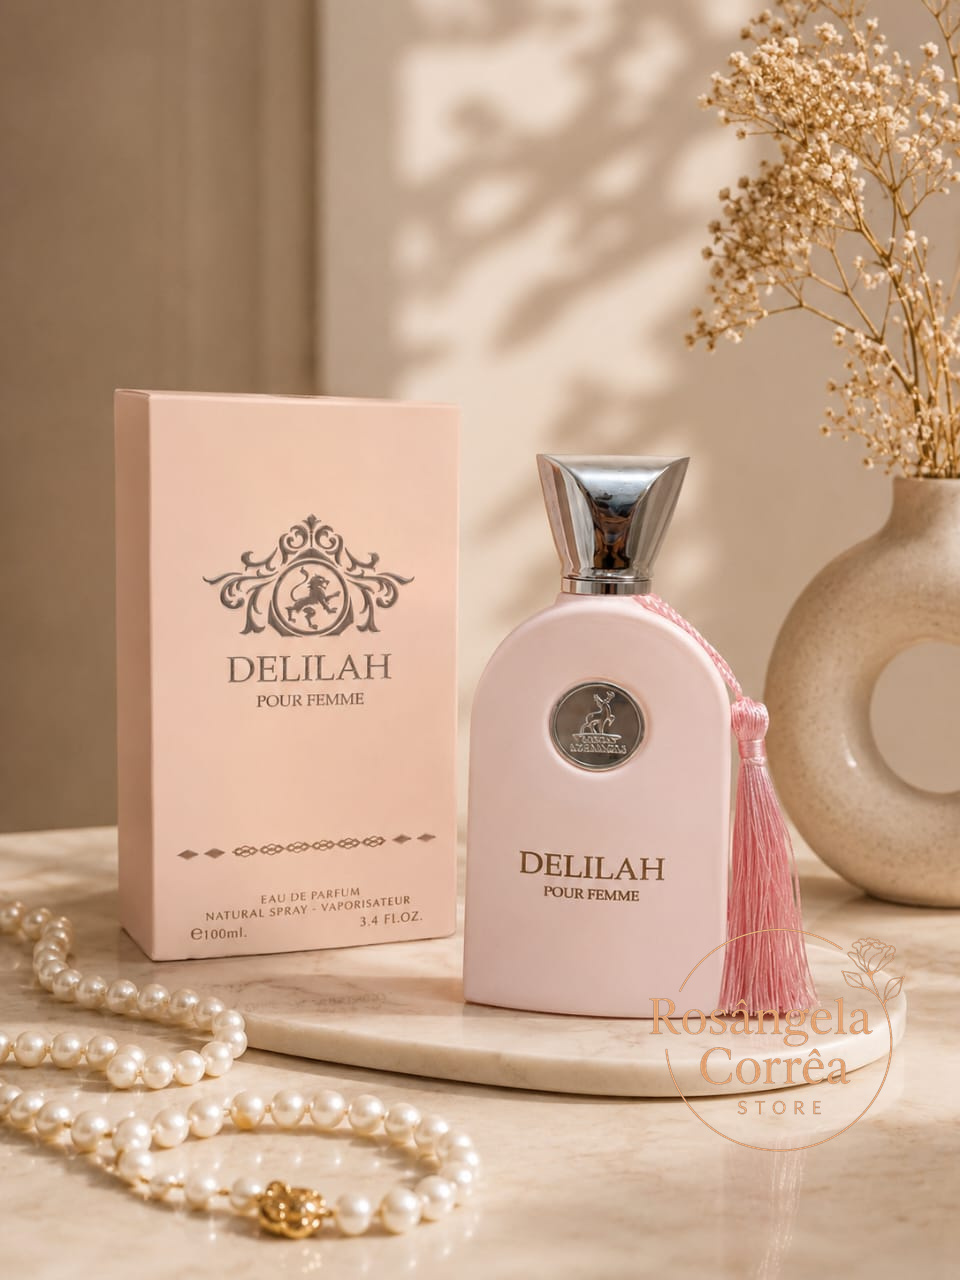 DELILAH
POUR FEMME
EAU DE PARFUM
NATURAL SPRAY - VAPORISATEUR
℮100ml.
3.4 FL.OZ.
DELILAH
POUR FEMME
Rosângela
Corrêa
STORE